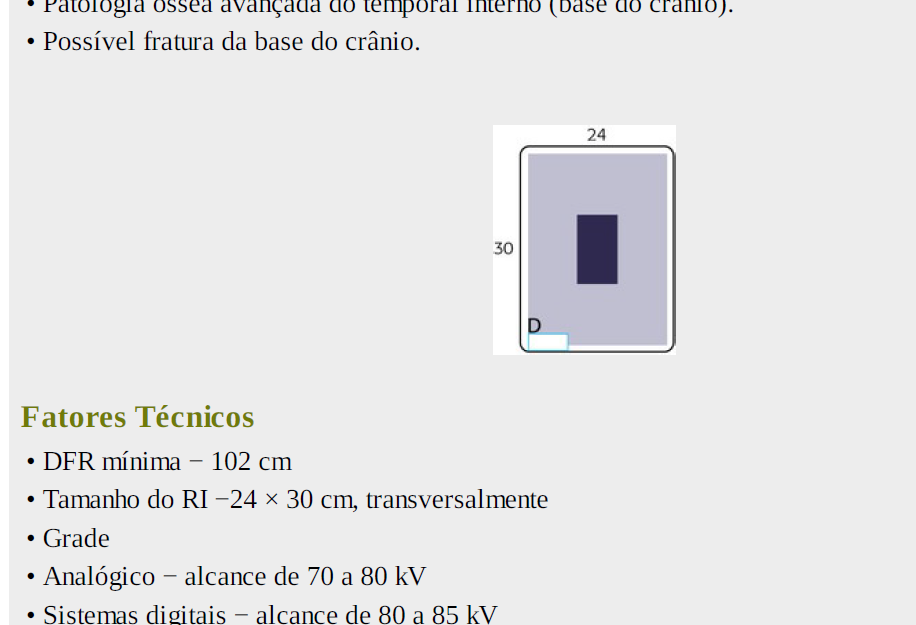 • Patologia óssea avançada do temporal interno (base do crânio).
• Possível fratura da base do crânio.
24
30
D
Fatores Técnicos
• DFR mínima − 102 cm
• Tamanho do RI −24 × 30 cm, transversalmente
• Grade
• Analógico − alcance de 70 a 80 kV
• Sistemas digitais − alcance de 80 a 85 kV